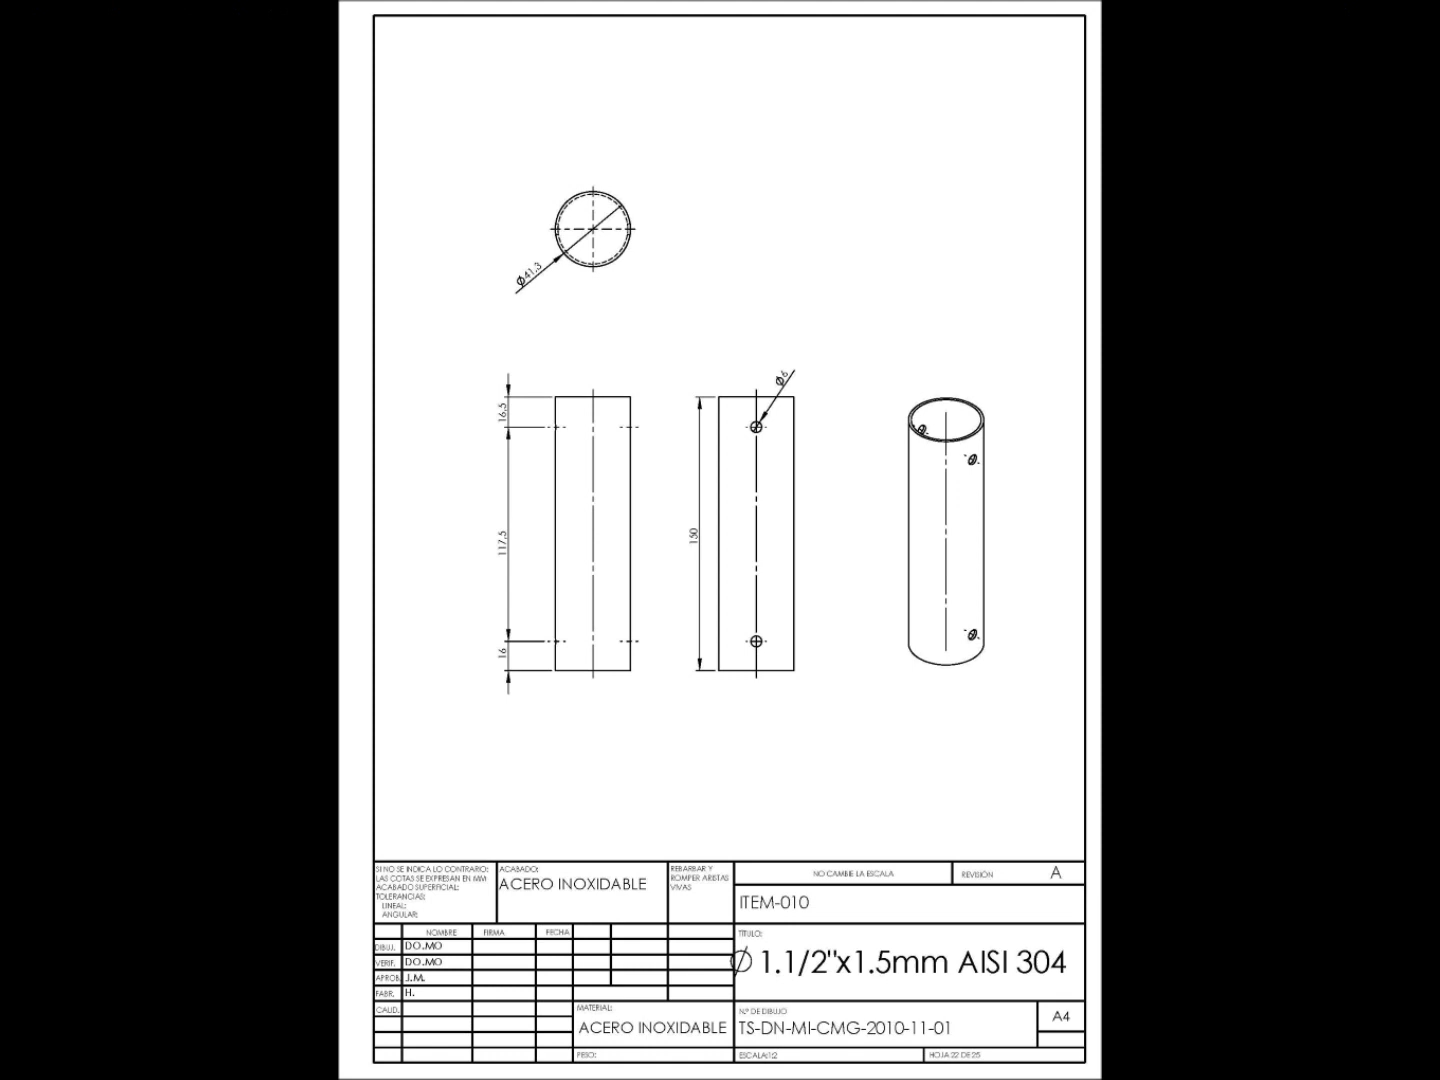 Ø41,3
Ø6
16,5
117,5
150
16
SI NO SE INDICA LO CONTRARIO:
LAS COTAS SE EXPRESAN EN MM
ACABADO SUPERFICIAL:
TOLERANCIAS:
LINEAL:
ANGULAR:
ACABADO:
ACERO INOXIDABLE
REBARBAR Y
ROMPER ARISTAS
VIVAS
NO CAMBIE LA ESCALA
REVISIÓN
A
ITEM-010
NOMBRE
FIRMA
FECHA
DIBUJ.
DO.MO
VERIF.
DO.MO
APROB.
J.M.
FABR.
H.
CALID.
TÍTULO:
Ø 1.1/2"x1.5mm AISI 304
MATERIAL:
ACERO INOXIDABLE
N.º DE DIBUJO
TS-DN-MI-CMG-2010-11-01
A4
PESO:
ESCALA:1:2
HOJA 22 DE 25